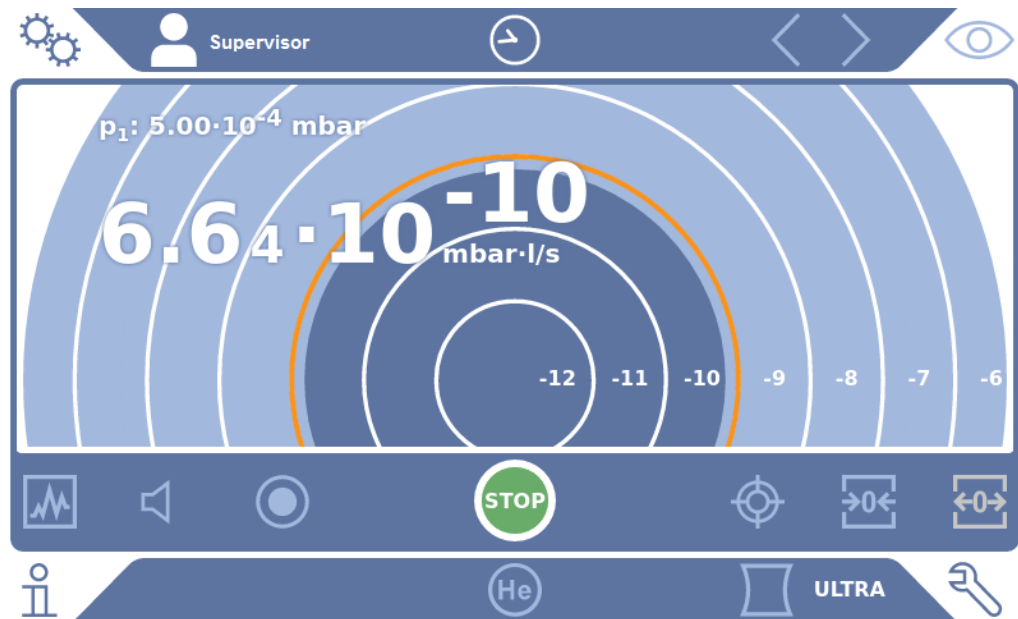 Supervisor
p₁: 5.00·10⁻⁴ mbar
6.64·10⁻¹⁰ mbar·l/s
-12 -11 -10 -9 -8 -7 -6
STOP
→0←
←0→
He
ULTRA